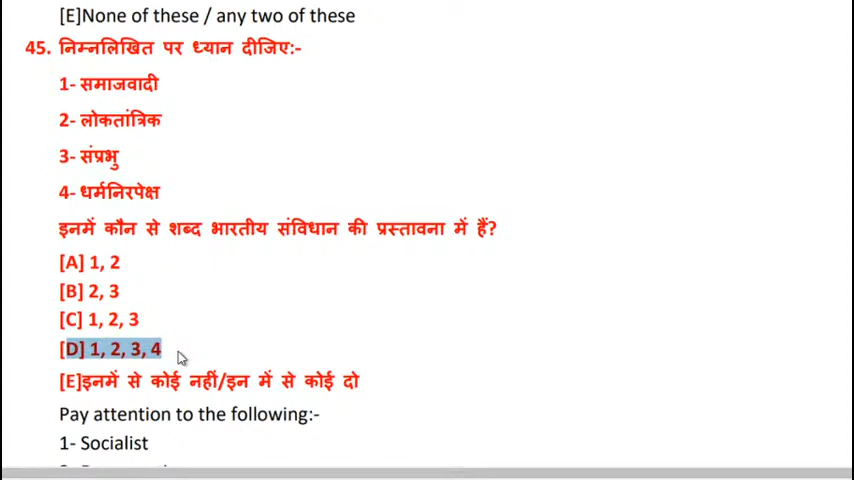 [E]None of these / any two of these
45. निम्नलिखित पर ध्यान दीजिए:-
1- समाजवादी
2- लोकतांत्रिक
3- संप्रभु
4- धर्मनिरपेक्ष
इनमें कौन से शब्द भारतीय संविधान की प्रस्तावना में हैं?
[A] 1, 2
[B] 2, 3
[C] 1, 2, 3
[D] 1, 2, 3, 4
[E]इनमें से कोई नहीं/इन में से कोई दो
Pay attention to the following:-
1- Socialist